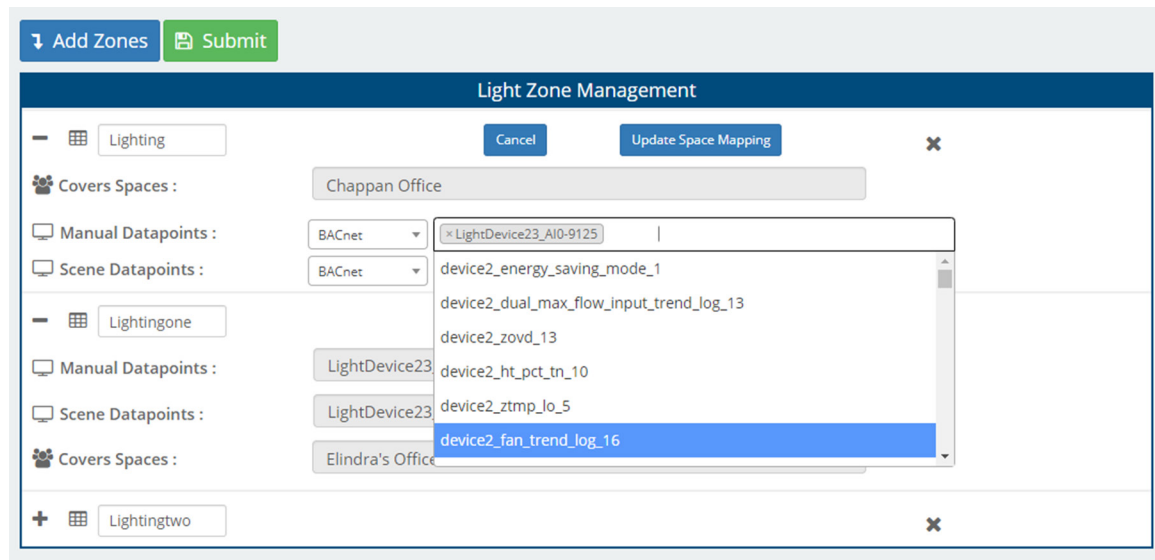 Add Zones Submit
Light Zone Management
Lighting Cancel Update Space Mapping
Covers Spaces : Chappan Office
Manual Datapoints : BACnet × LightDevice23_AI0-9125
Scene Datapoints : BACnet
device2_energy_saving_mode_1
device2_dual_max_flow_input_trend_log_13
device2_zovd_13
device2_ht_pct_tn_10
device2_ztmp_lo_5
device2_fan_trend_log_16
Lightingone
Manual Datapoints : LightDevice23_
Scene Datapoints : LightDevice23_
Covers Spaces : Elindra's Office
Lightingtwo